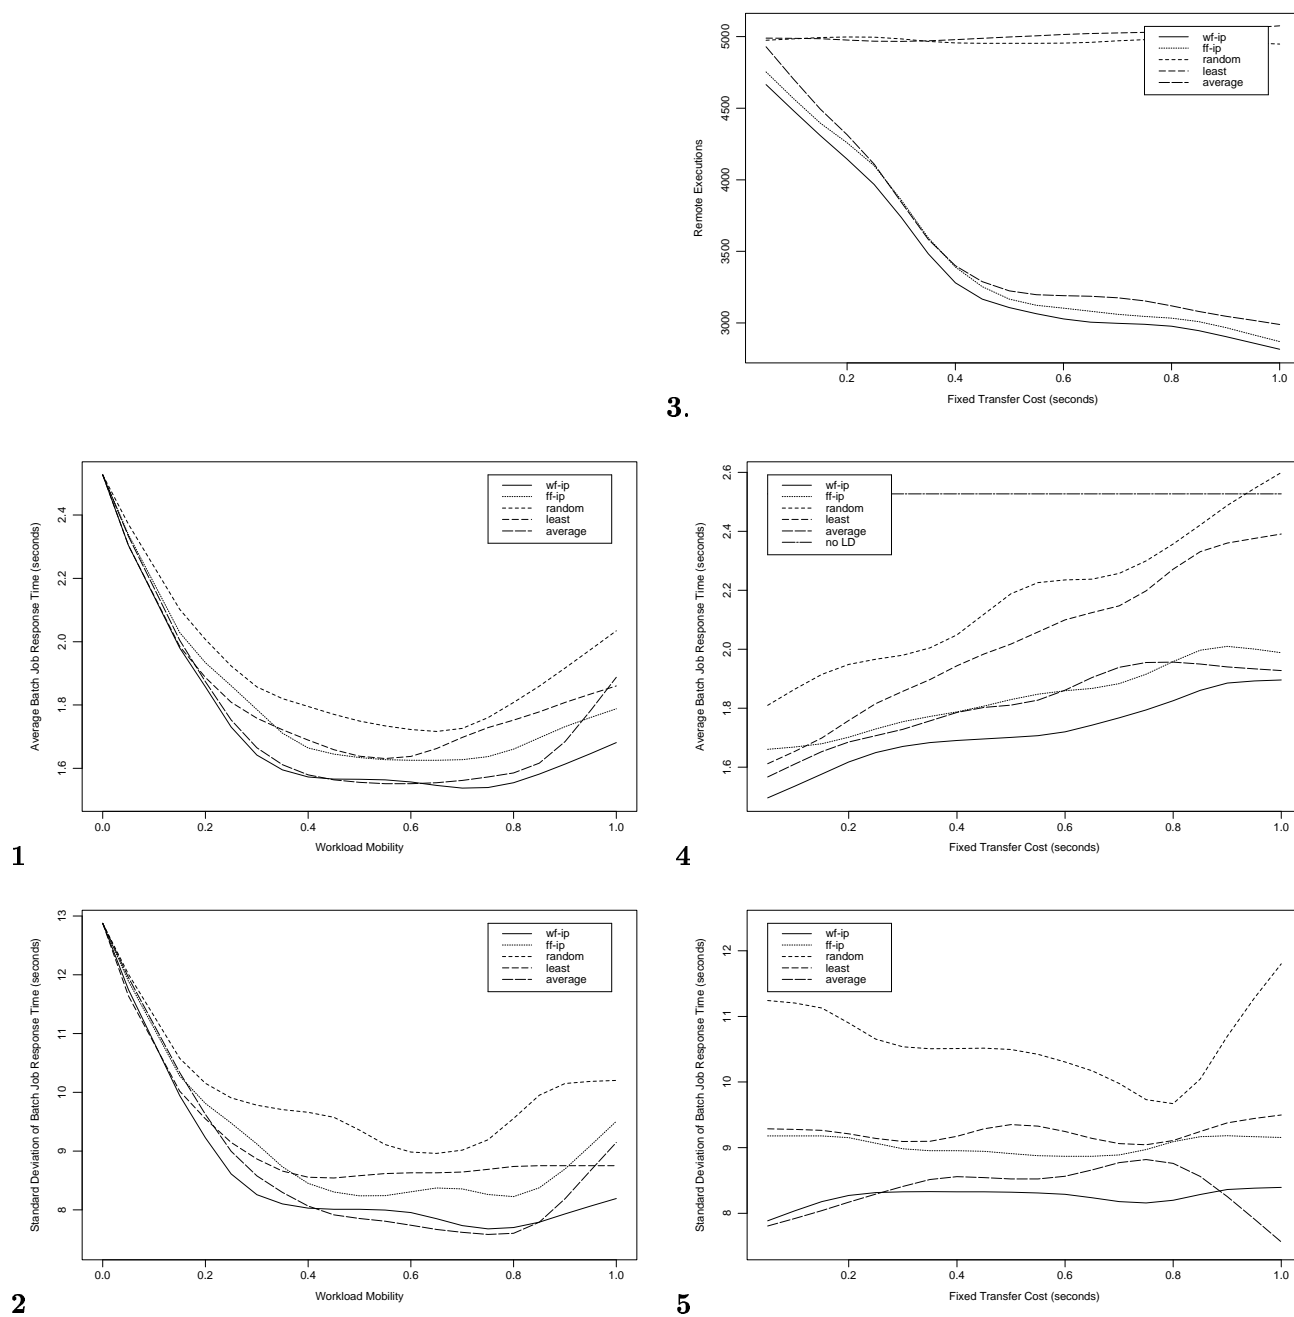 5000
4500
4000
3500
3000
Remote Executions
wf-ip
ff-ip
random
least
average
0.2 0.4 0.6 0.8 1.0
Fixed Transfer Cost (seconds)
3.
2.4
2.2
2.0
1.8
1.6
Average Batch Job Response Time (seconds)
wf-ip
ff-ip
random
least
average
0.0 0.2 0.4 0.6 0.8 1.0
Workload Mobility
1
2.6
2.4
2.2
2.0
1.8
1.6
Average Batch Job Response Time (seconds)
wf-ip
ff-ip
random
least
average
no LD
0.2 0.4 0.6 0.8 1.0
Fixed Transfer Cost (seconds)
4
13
12
11
10
9
8
Standard Deviation of Batch Job Response Time (seconds)
wf-ip
ff-ip
random
least
average
0.0 0.2 0.4 0.6 0.8 1.0
Workload Mobility
2
12
11
10
9
8
Standard Deviation of Batch Job Response Time (seconds)
wf-ip
ff-ip
random
least
average
0.2 0.4 0.6 0.8 1.0
Fixed Transfer Cost (seconds)
5